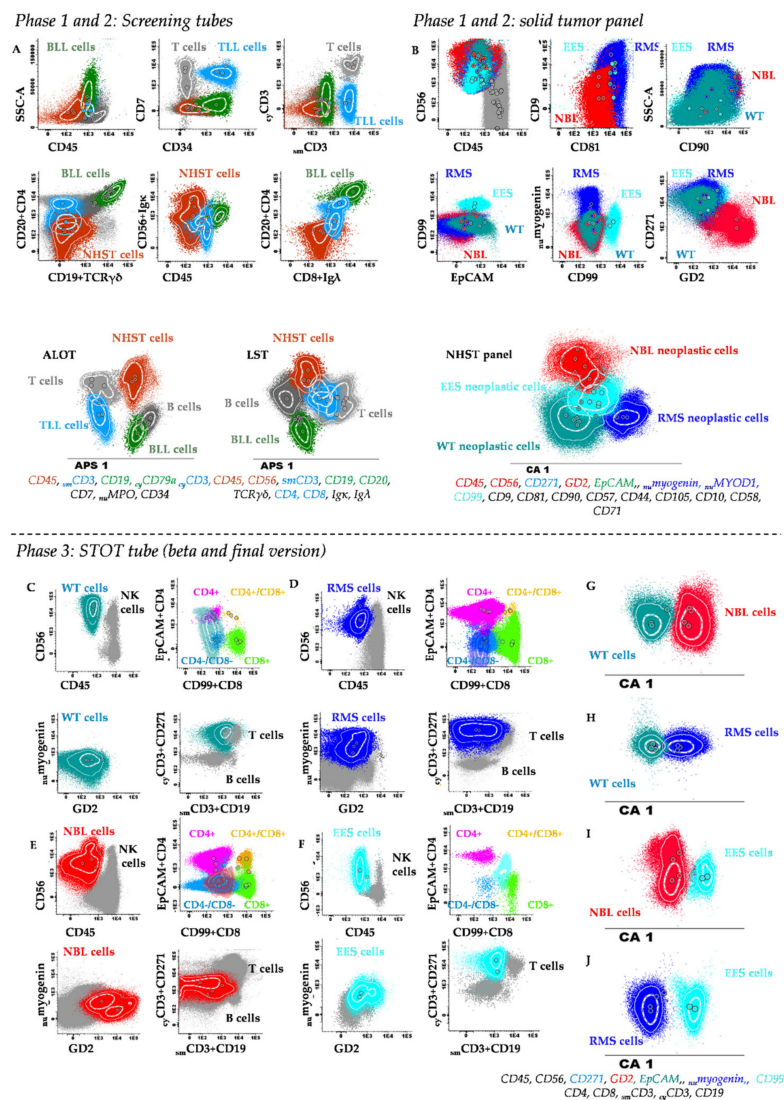 Phase 1 and 2: Screening tubes
Phase 1 and 2: solid tumor panel
A
BLL cells
T cells
TLL cells
T cells
TLL cells
SSC-A
CD45
CD7
CD34
cyCD3
smCD3
BLL cells
NHST cells
NHST cells
BLL cells
CD20+CD4
CD19+TCRγδ
CD56+Igκ
CD45
CD20+CD4
CD8+Igλ
B
EES
RMS
NBL
EES
RMS
NBL
WT
CD56
CD45
CD9
CD81
SSC-A
CD90
RMS
EES
WT
NBL
RMS
EES
NBL
WT
EES
RMS
NBL
WT
CD99
EpCAM
numyogenin
CD99
CD271
GD2
ALOT
NHST cells
T cells
TLL cells
B cells
BLL cells
APS 1
LST
NHST cells
B cells
T cells
BLL cells
APS 1
NHST panel
NBL neoplastic cells
EES neoplastic cells
RMS neoplastic cells
WT neoplastic cells
CA 1
CD45, smCD3, CD19, cyCD79a cyCD3,
CD7, nuMPO, CD34
CD45, CD56, smCD3, CD19, CD20,
TCRγδ, CD4, CD8, Igκ, Igλ
CD45, CD56, CD271, GD2, EpCAM,, numyogenin, nuMYOD1,
CD99, CD9, CD81, CD90, CD57, CD44, CD105, CD10, CD58,
CD71
Phase 3: STOT tube (beta and final version)
C
WT cells
NK cells
CD56
CD45
CD4+
CD4+/CD8+
CD4-/CD8-
CD8+
EpCAM+CD4
CD99+CD8
WT cells
numyogenin
GD2
T cells
B cells
cyCD3+CD271
smCD3+CD19
D
RMS cells
NK cells
CD56
CD45
CD4+
CD4+/CD8+
CD4-/CD8-
CD8+
EpCAM+CD4
CD99+CD8
RMS cells
numyogenin
GD2
T cells
B cells
cyCD3+CD271
smCD3+CD19
G
NBL cells
WT cells
CA 1
H
RMS cells
WT cells
CA 1
E
NBL cells
NK cells
CD56
CD45
CD4+
CD4+/CD8+
CD4-/CD8-
CD8+
EpCAM+CD4
CD99+CD8
NBL cells
numyogenin
GD2
T cells
B cells
cyCD3+CD271
smCD3+CD19
F
EES cells
NK cells
CD56
CD45
CD4+
CD4+/CD8+
CD4-/CD8-
CD8+
EpCAM+CD4
CD99+CD8
EES cells
numyogenin
GD2
T cells
cyCD3+CD271
smCD3+CD19
I
EES cells
NBL cells
CA 1
J
EES cells
RMS cells
CA 1
CD45, CD56, CD271, GD2, EpCAM,, numyogenin,, CD99
CD4, CD8, smCD3, cyCD3, CD19